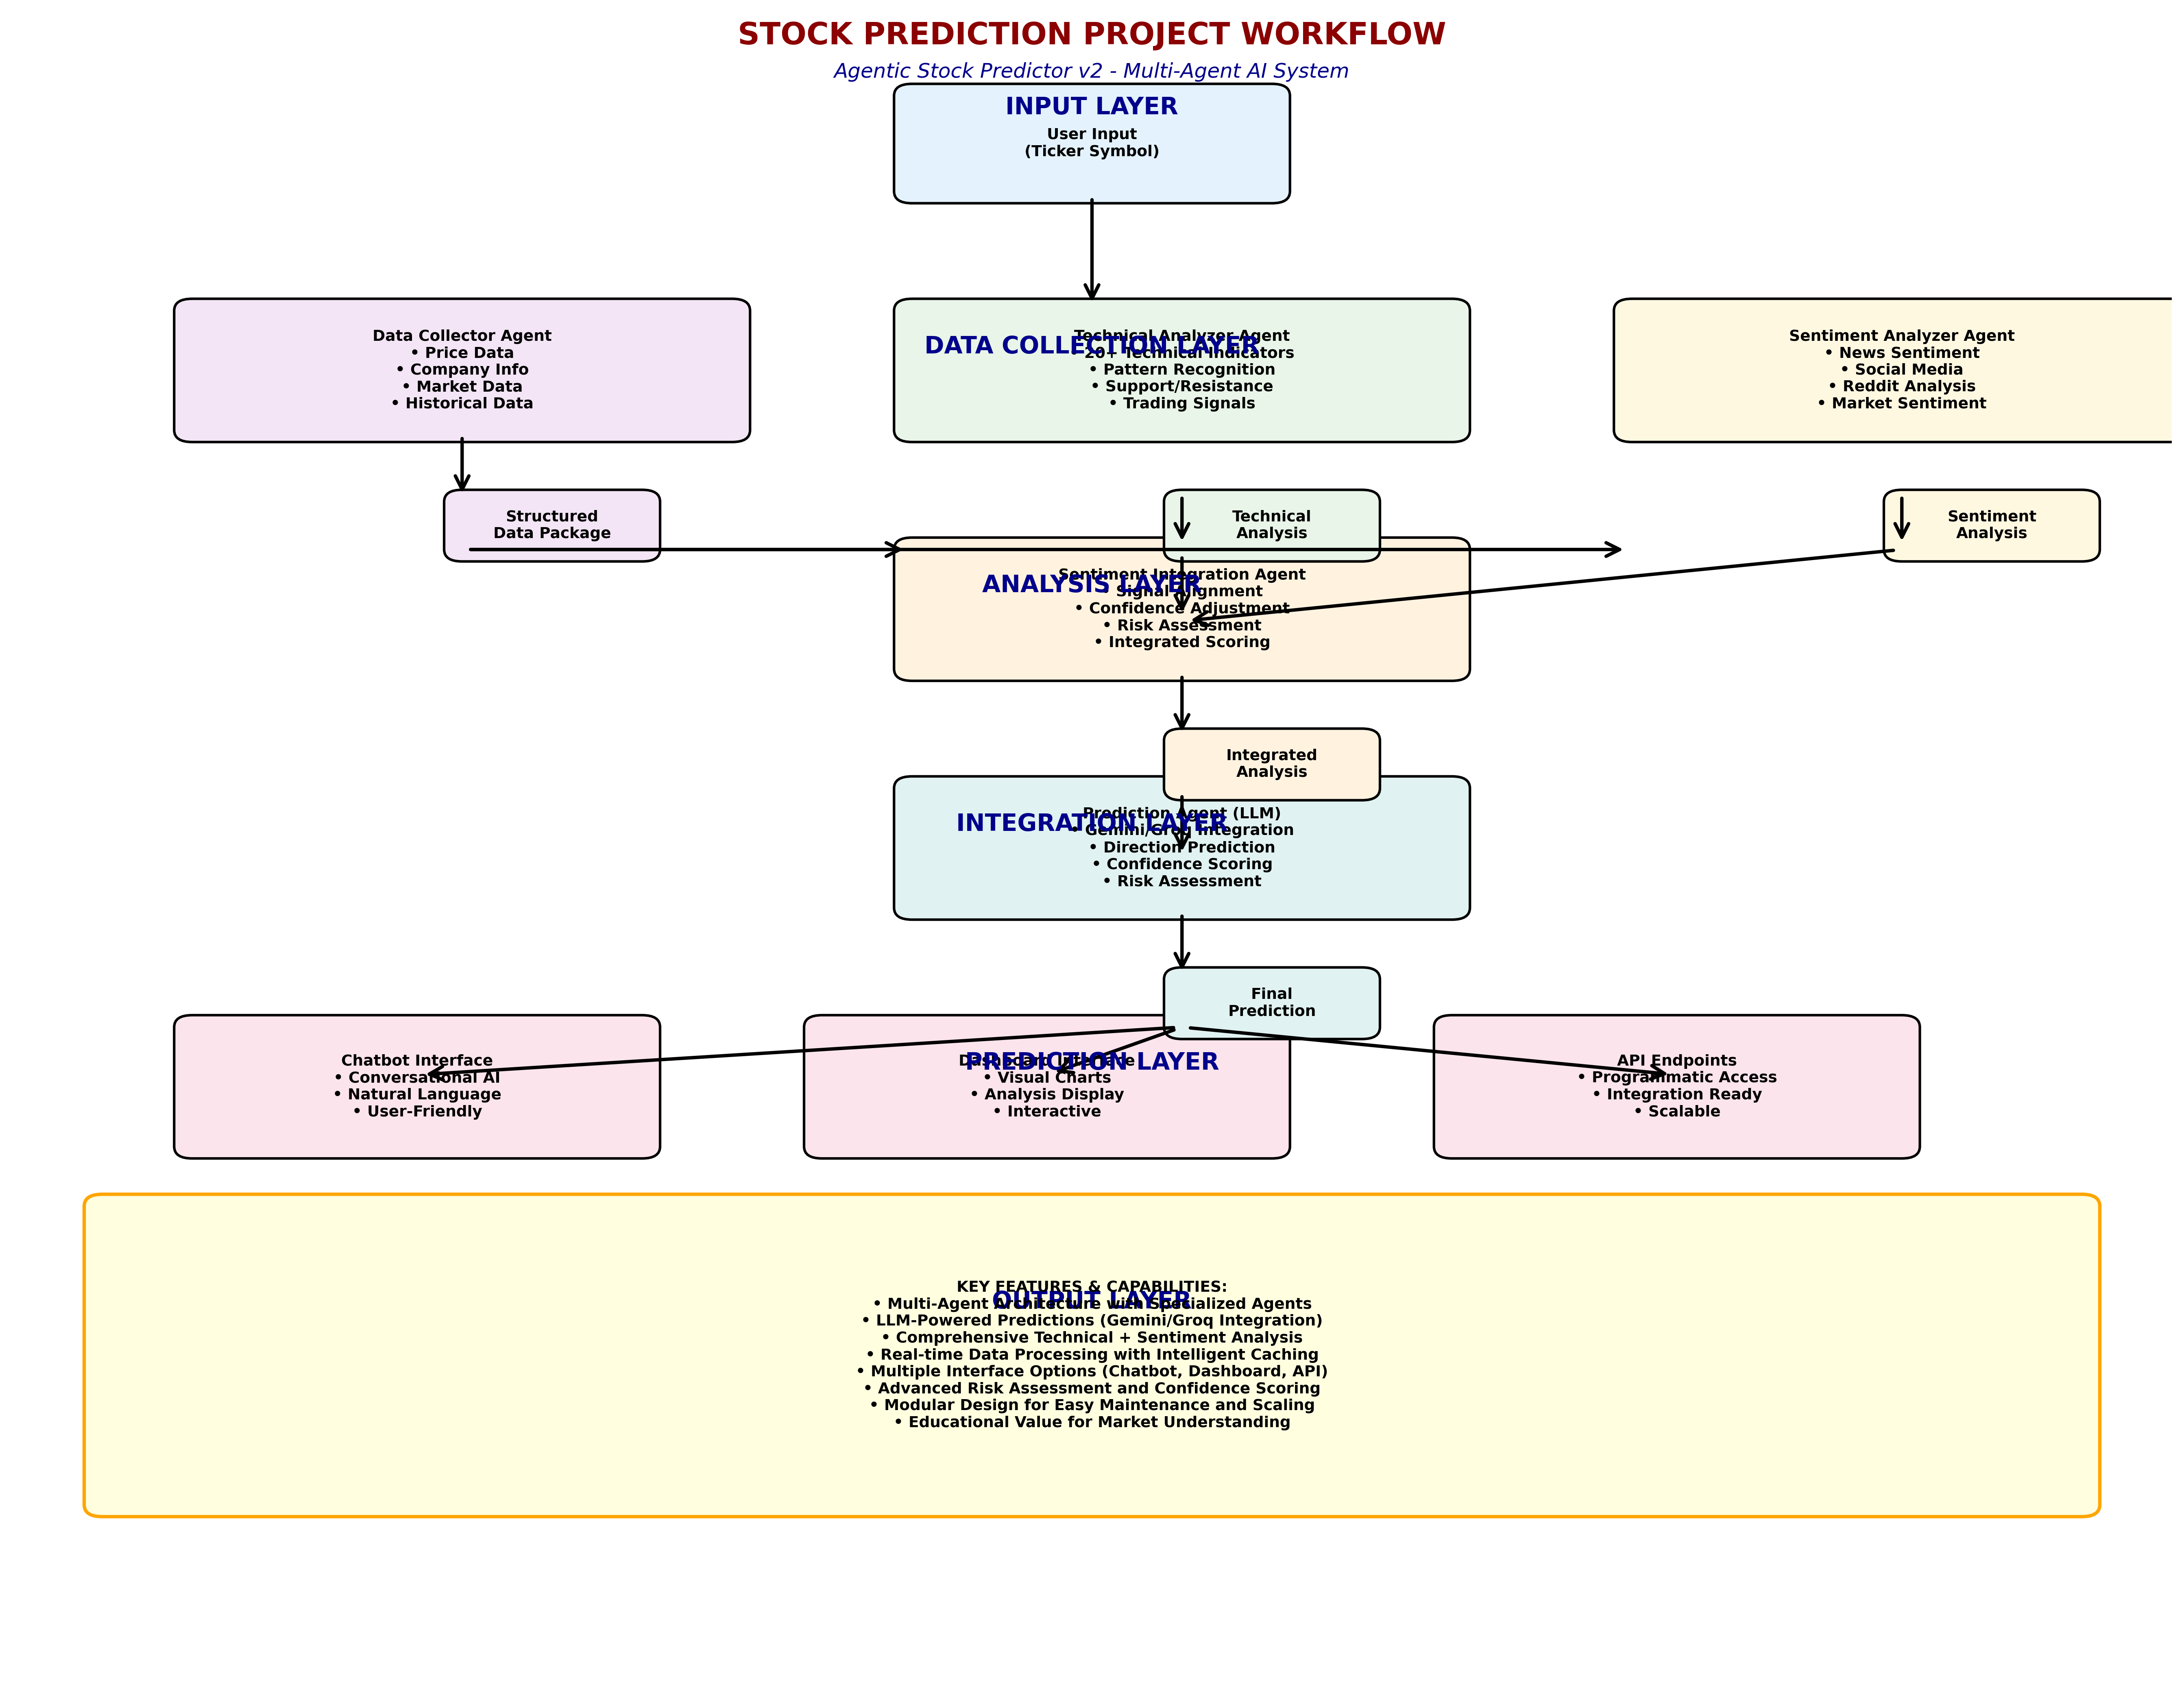 STOCK PREDICTION PROJECT WORKFLOW
Agentic Stock Predictor v2 - Multi-Agent AI System
INPUT LAYER
User Input
(Ticker Symbol)
Data Collector Agent
• Price Data
• Company Info
• Market Data
• Historical Data
DATA COLLECTION LAYER
Technical Analyzer Agent
• 20+ Technical Indicators
• Pattern Recognition
• Support/Resistance
• Trading Signals
Sentiment Analyzer Agent
• News Sentiment
• Social Media
• Reddit Analysis
• Market Sentiment
Structured
Data Package
Technical
Analysis
Sentiment
Analysis
ANALYSIS LAYER
Sentiment Integration Agent
• Signal Alignment
• Confidence Adjustment
• Risk Assessment
• Integrated Scoring
Integrated
Analysis
INTEGRATION LAYER
Prediction Agent (LLM)
• Gemini/Groq Integration
• Direction Prediction
• Confidence Scoring
• Risk Assessment
Final
Prediction
Chatbot Interface
• Conversational AI
• Natural Language
• User-Friendly
PREDICTION LAYER
Dashboard Interface
• Visual Charts
• Analysis Display
• Interactive
API Endpoints
• Programmatic Access
• Integration Ready
• Scalable
OUTPUT LAYER
KEY FEATURES & CAPABILITIES:
• Multi-Agent Architecture with Specialized Agents
• LLM-Powered Predictions (Gemini/Groq Integration)
• Comprehensive Technical + Sentiment Analysis
• Real-time Data Processing with Intelligent Caching
• Multiple Interface Options (Chatbot, Dashboard, API)
• Advanced Risk Assessment and Confidence Scoring
• Modular Design for Easy Maintenance and Scaling
• Educational Value for Market Understanding